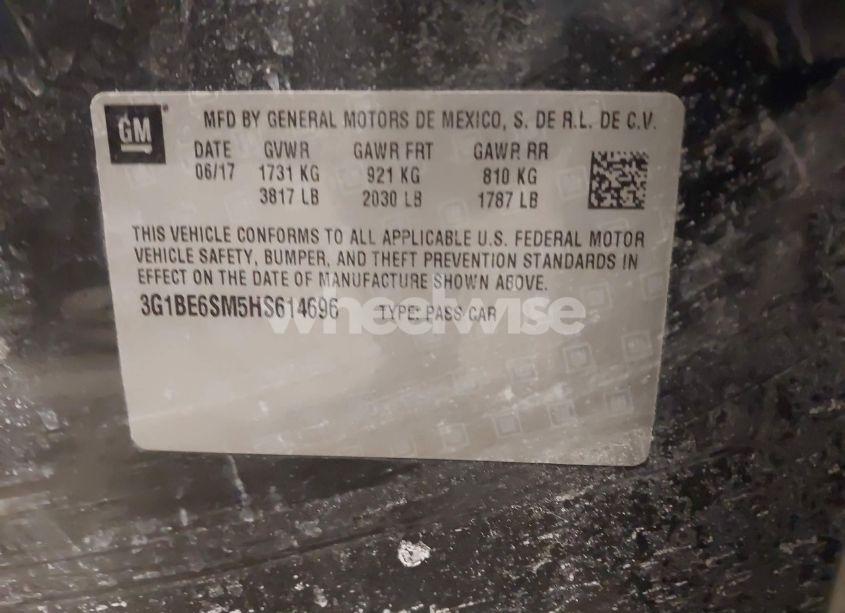 GM
MFD BY GENERAL MOTORS DE MEXICO, S. DE R.L. DE C.V.
DATE GVWR GAWR FRT GAWR RR
06/17 1731 KG 921 KG 810 KG
3817 LB 2030 LB 1787 LB
THIS VEHICLE CONFORMS TO ALL APPLICABLE U.S. FEDERAL MOTOR
VEHICLE SAFETY, BUMPER, AND THEFT PREVENTION STANDARDS IN
EFFECT ON THE DATE OF MANUFACTURE SHOWN ABOVE.
3G1BE6SM5HS614696 TYPE: PASS CAR
wheelwise